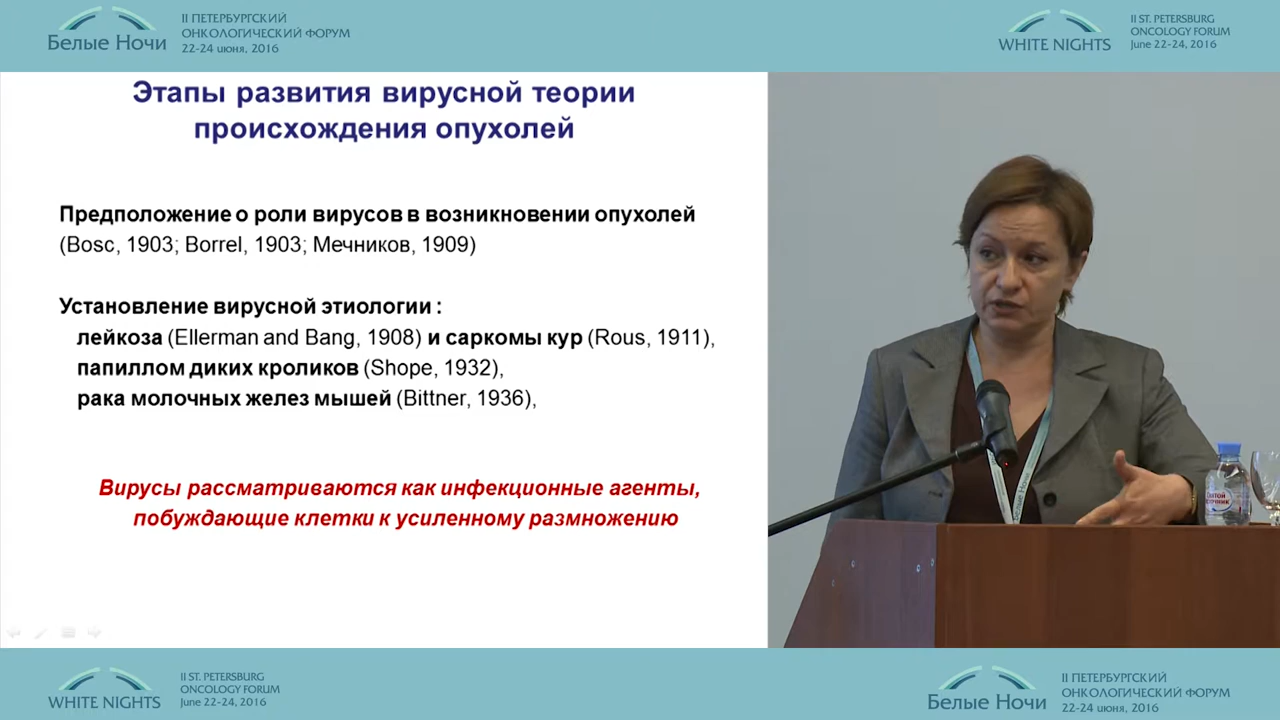 II ПЕТЕРБУРГСКИЙ
ОНКОЛОГИЧЕСКИЙ ФОРУМ
Белые Ночи
22-24 июня, 2016
II ST. PETERSBURG
ONCOLOGY FORUM
WHITE NIGHTS
June 22-24, 2016
Этапы развития вирусной теории
происхождения опухолей
Предположение о роли вирусов в возникновении опухолей
(Bosc, 1903; Borrel, 1903; Мечников, 1909)
Установление вирусной этиологии :
лейкоза (Ellerman and Bang, 1908) и саркомы кур (Rous, 1911),
папиллом диких кроликов (Shope, 1932),
рака молочных желез мышей (Bittner, 1936),
Вирусы рассматриваются как инфекционные агенты,
побуждающие клетки к усиленному размножению
Святой
источник
II ST. PETERSBURG
ONCOLOGY FORUM
WHITE NIGHTS
June 22-24, 2016
II ПЕТЕРБУРГСКИЙ
ОНКОЛОГИЧЕСКИЙ ФОРУМ
Белые Ночи
22-24 июня, 2016